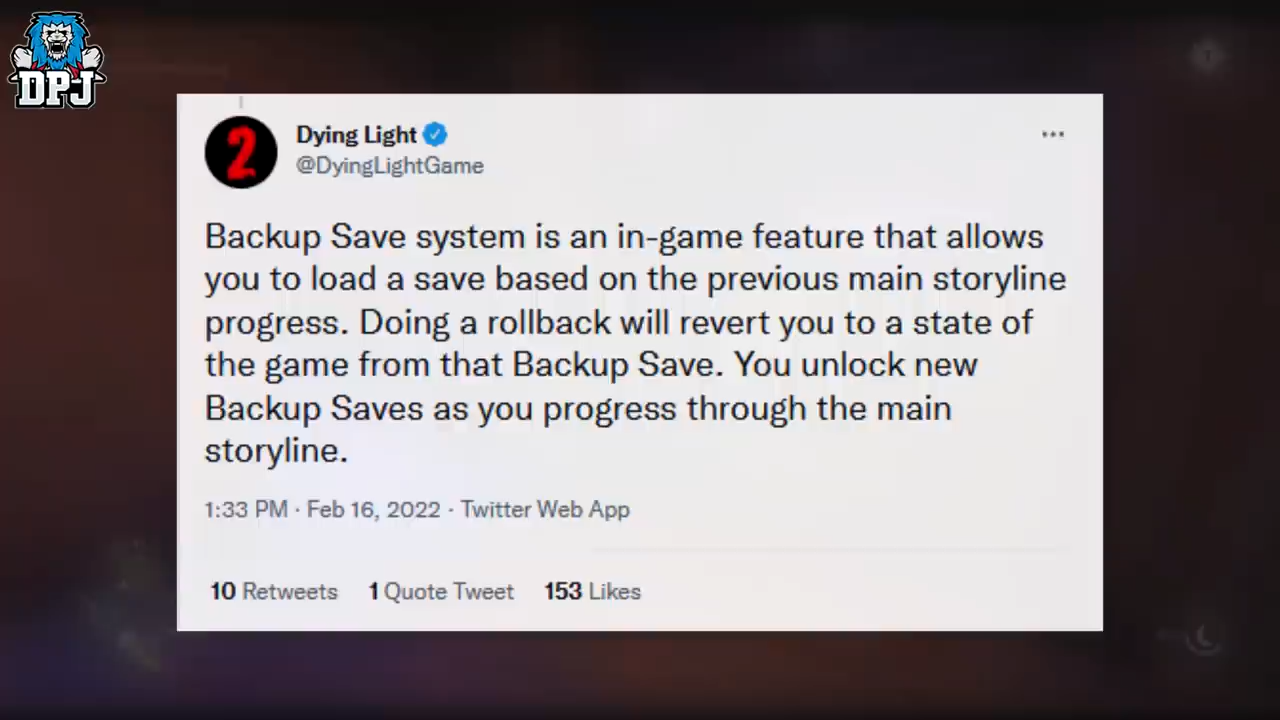 DPJ
2
Dying Light
@DyingLightGame
Backup Save system is an in-game feature that allows
you to load a save based on the previous main storyline
progress. Doing a rollback will revert you to a state of
the game from that Backup Save. You unlock new
Backup Saves as you progress through the main
storyline.
1:33 PM · Feb 16, 2022 · Twitter Web App
10 Retweets 1 Quote Tweet 153 Likes